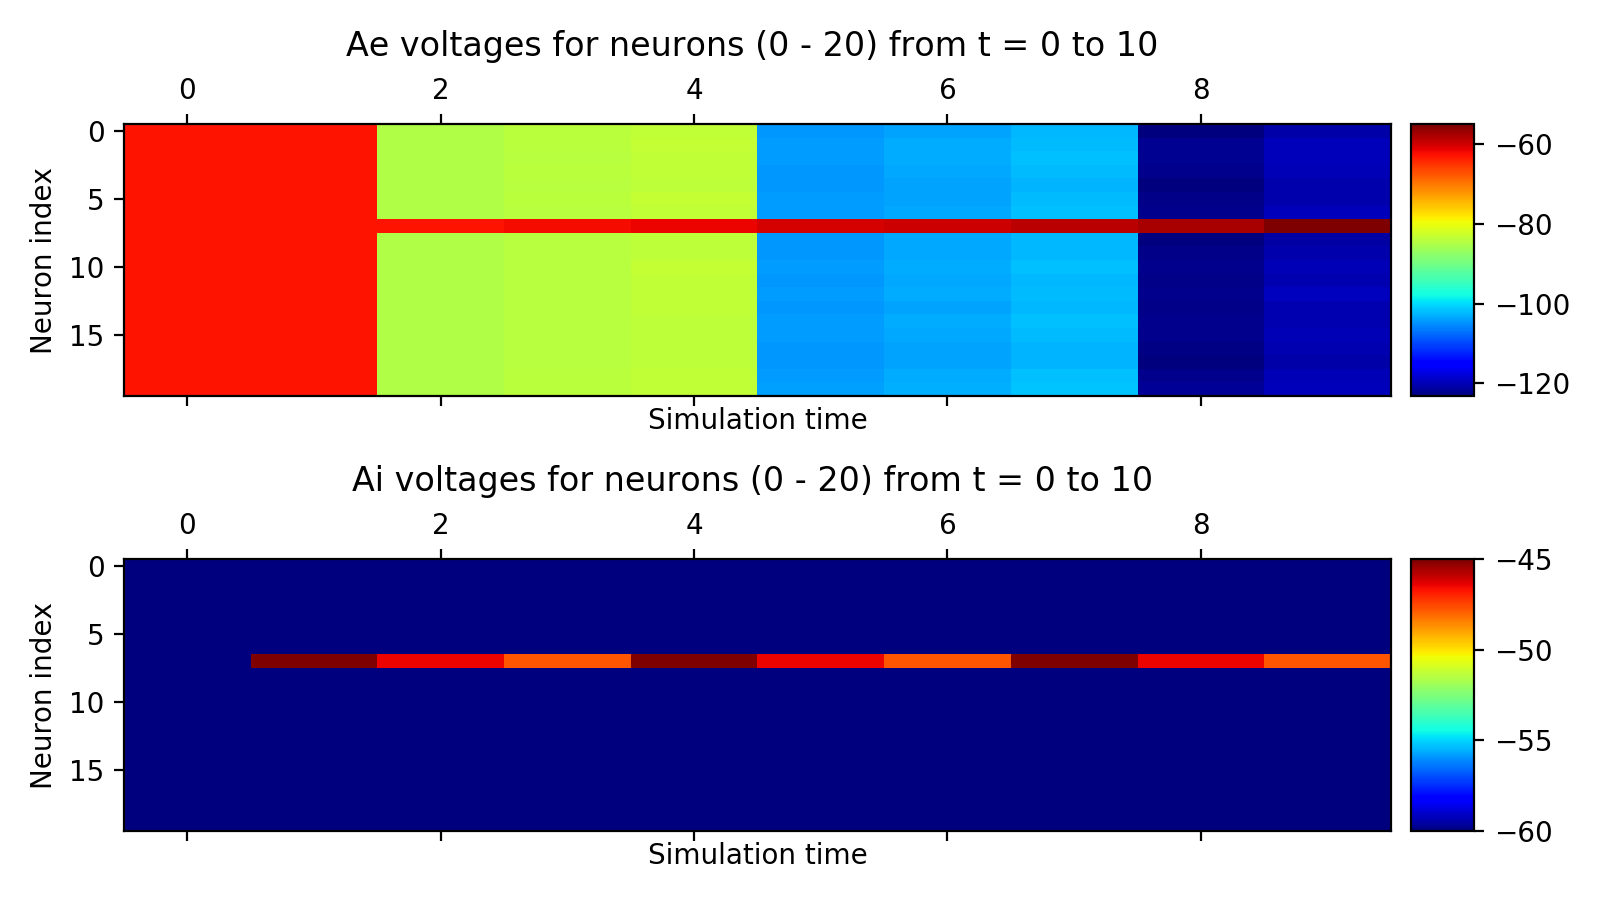 Ae voltages for neurons (0 - 20) from t = 0 to 10
0 2 4 6 8
0
5
10
15
Neuron index
Simulation time
−60
−80
−100
−120
Ai voltages for neurons (0 - 20) from t = 0 to 10
0 2 4 6 8
0
5
10
15
Neuron index
Simulation time
−45
−50
−55
−60